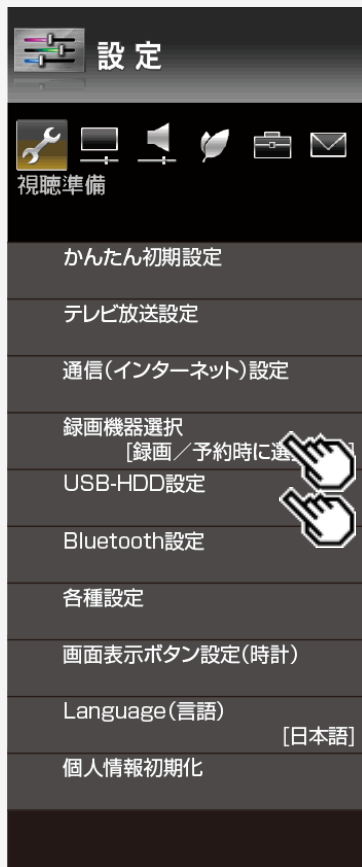 設定
視聴準備
かんたん初期設定
テレビ放送設定
通信(インターネット)設定
録画機器選択
[録画／予約時に選 ]
USB-HDD設定
Bluetooth設定
各種設定
画面表示ボタン設定(時計)
Language(言語)
[日本語]
個人情報初期化